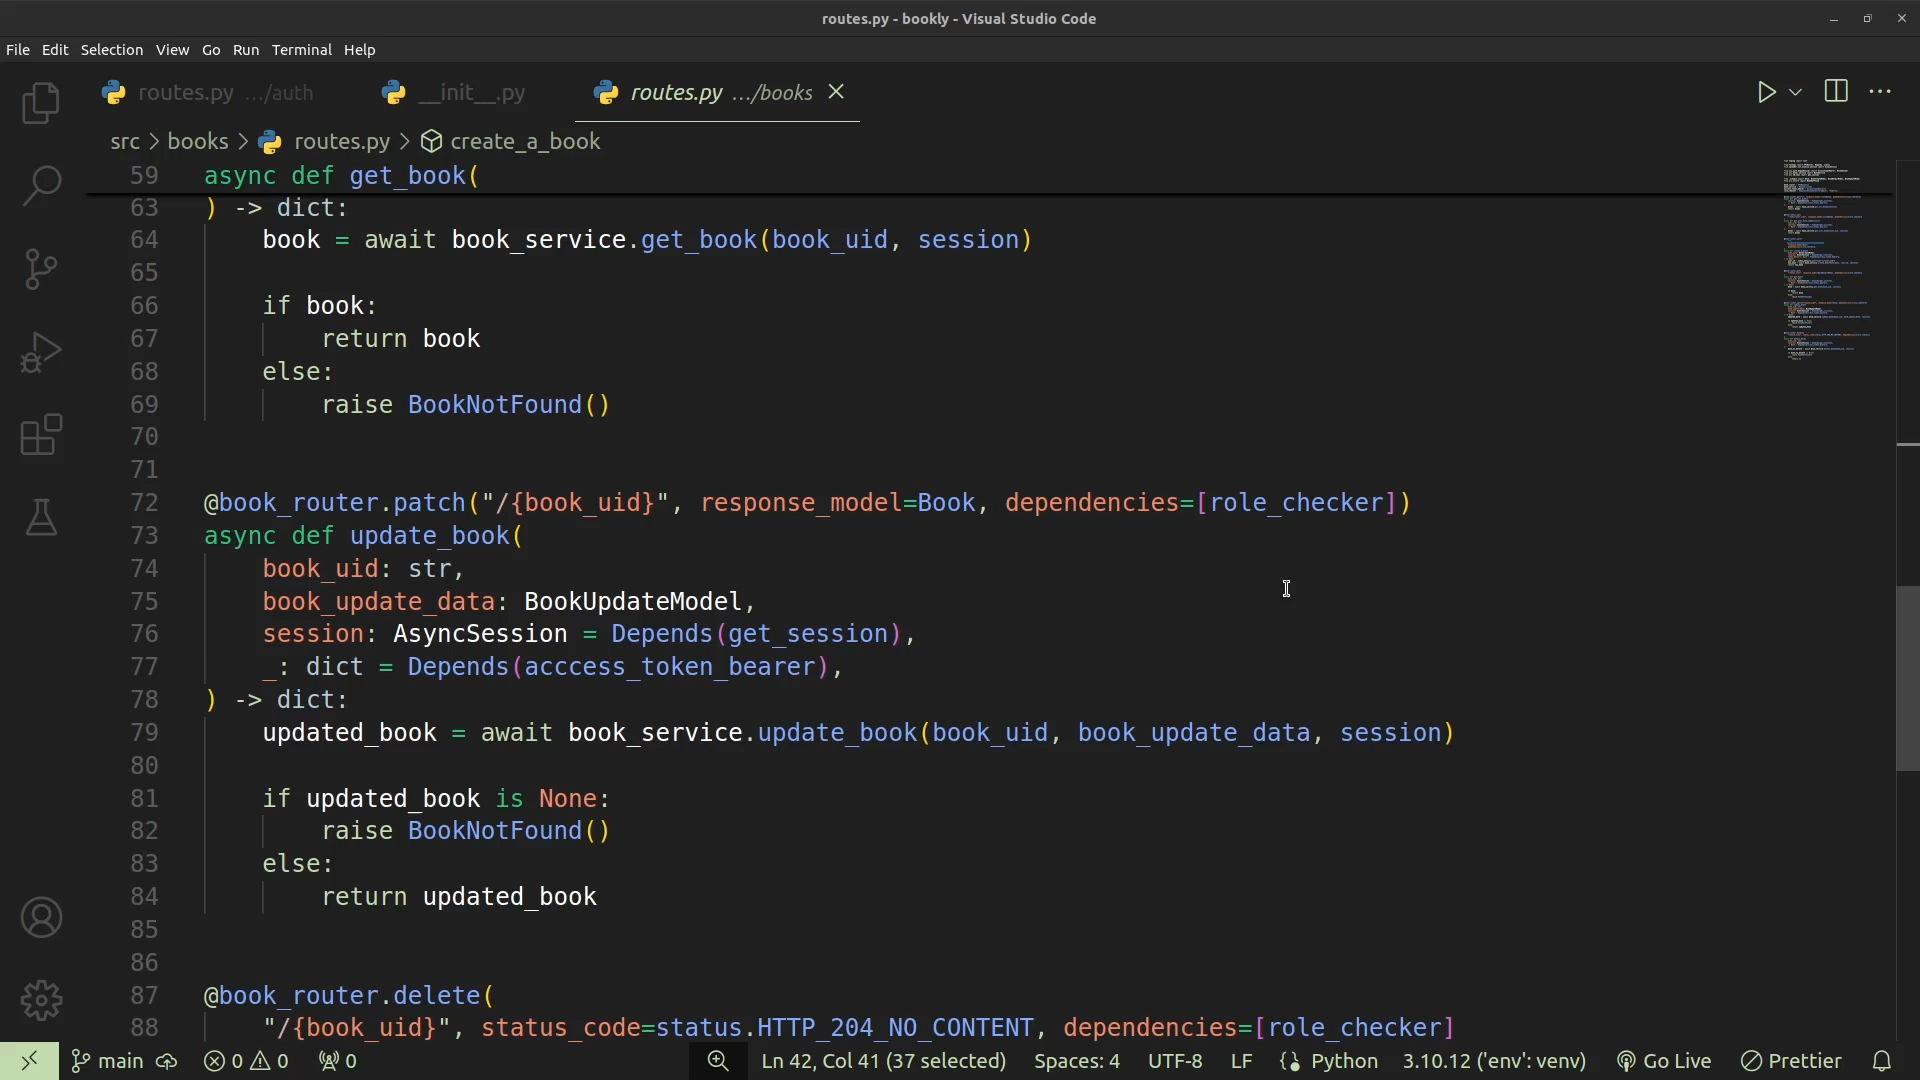 routes.py - bookly - Visual Studio Code
File Edit Selection View Go Run Terminal Help
routes.py …/auth __init__.py routes.py …/books
src > books > routes.py > create_a_book
59 async def get_book(
63 ) -> dict:
64 book = await book_service.get_book(book_uid, session)
65
66 if book:
67 return book
68 else:
69 raise BookNotFound()
70
71
72 @book_router.patch("/{book_uid}", response_model=Book, dependencies=[role_checker])
73 async def update_book(
74 book_uid: str,
75 book_update_data: BookUpdateModel,
76 session: AsyncSession = Depends(get_session),
77 _: dict = Depends(acccess_token_bearer),
78 ) -> dict:
79 updated_book = await book_service.update_book(book_uid, book_update_data, session)
80
81 if updated_book is None:
82 raise BookNotFound()
83 else:
84 return updated_book
85
86
87 @book_router.delete(
88 "/{book_uid}", status_code=status.HTTP_204_NO_CONTENT, dependencies=[role_checker]
main 0 0 0 Ln 42, Col 41 (37 selected) Spaces: 4 UTF-8 LF Python 3.10.12 ('env': venv) Go Live Prettier